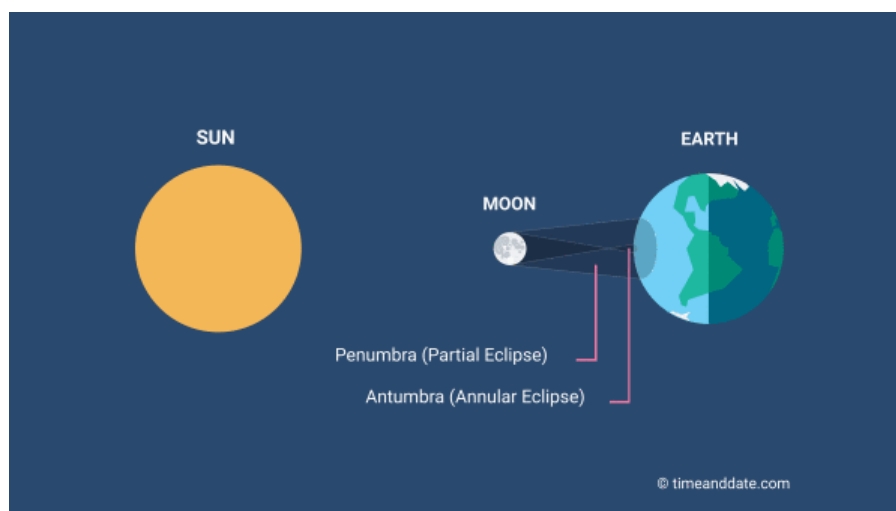 SUN
EARTH
MOON
Penumbra (Partial Eclipse)
Antumbra (Annular Eclipse)
© timeanddate.com